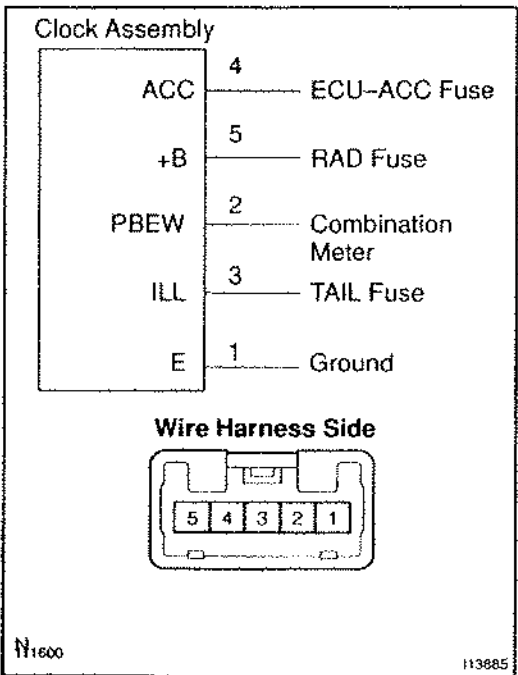 Clock Assembly
ACC 4 ECU–ACC Fuse
+B 5 RAD Fuse
PBEW 2 Combination
Meter
ILL 3 TAIL Fuse
E 1 Ground
Wire Harness Side
5 4 3 2 1
N1600
I13885